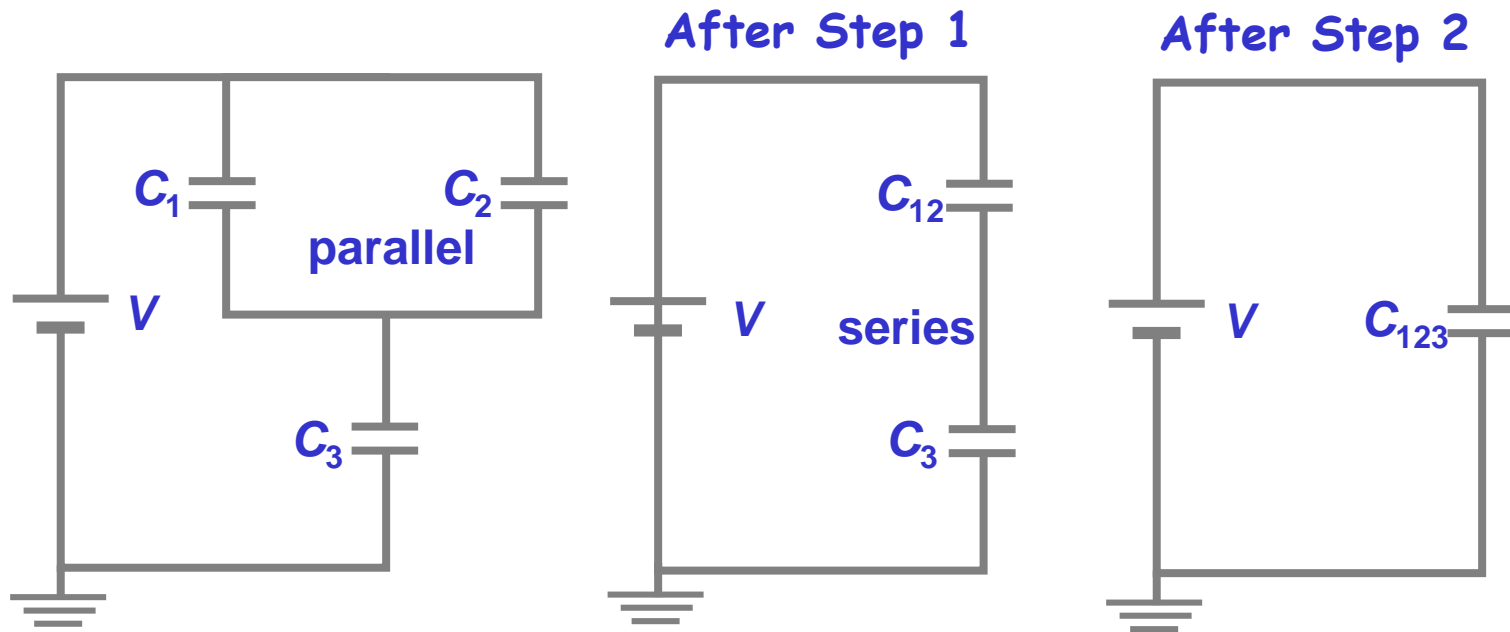 After Step 1
After Step 2
C1
C2
parallel
V
C3
C12
V
series
C3
V
C123